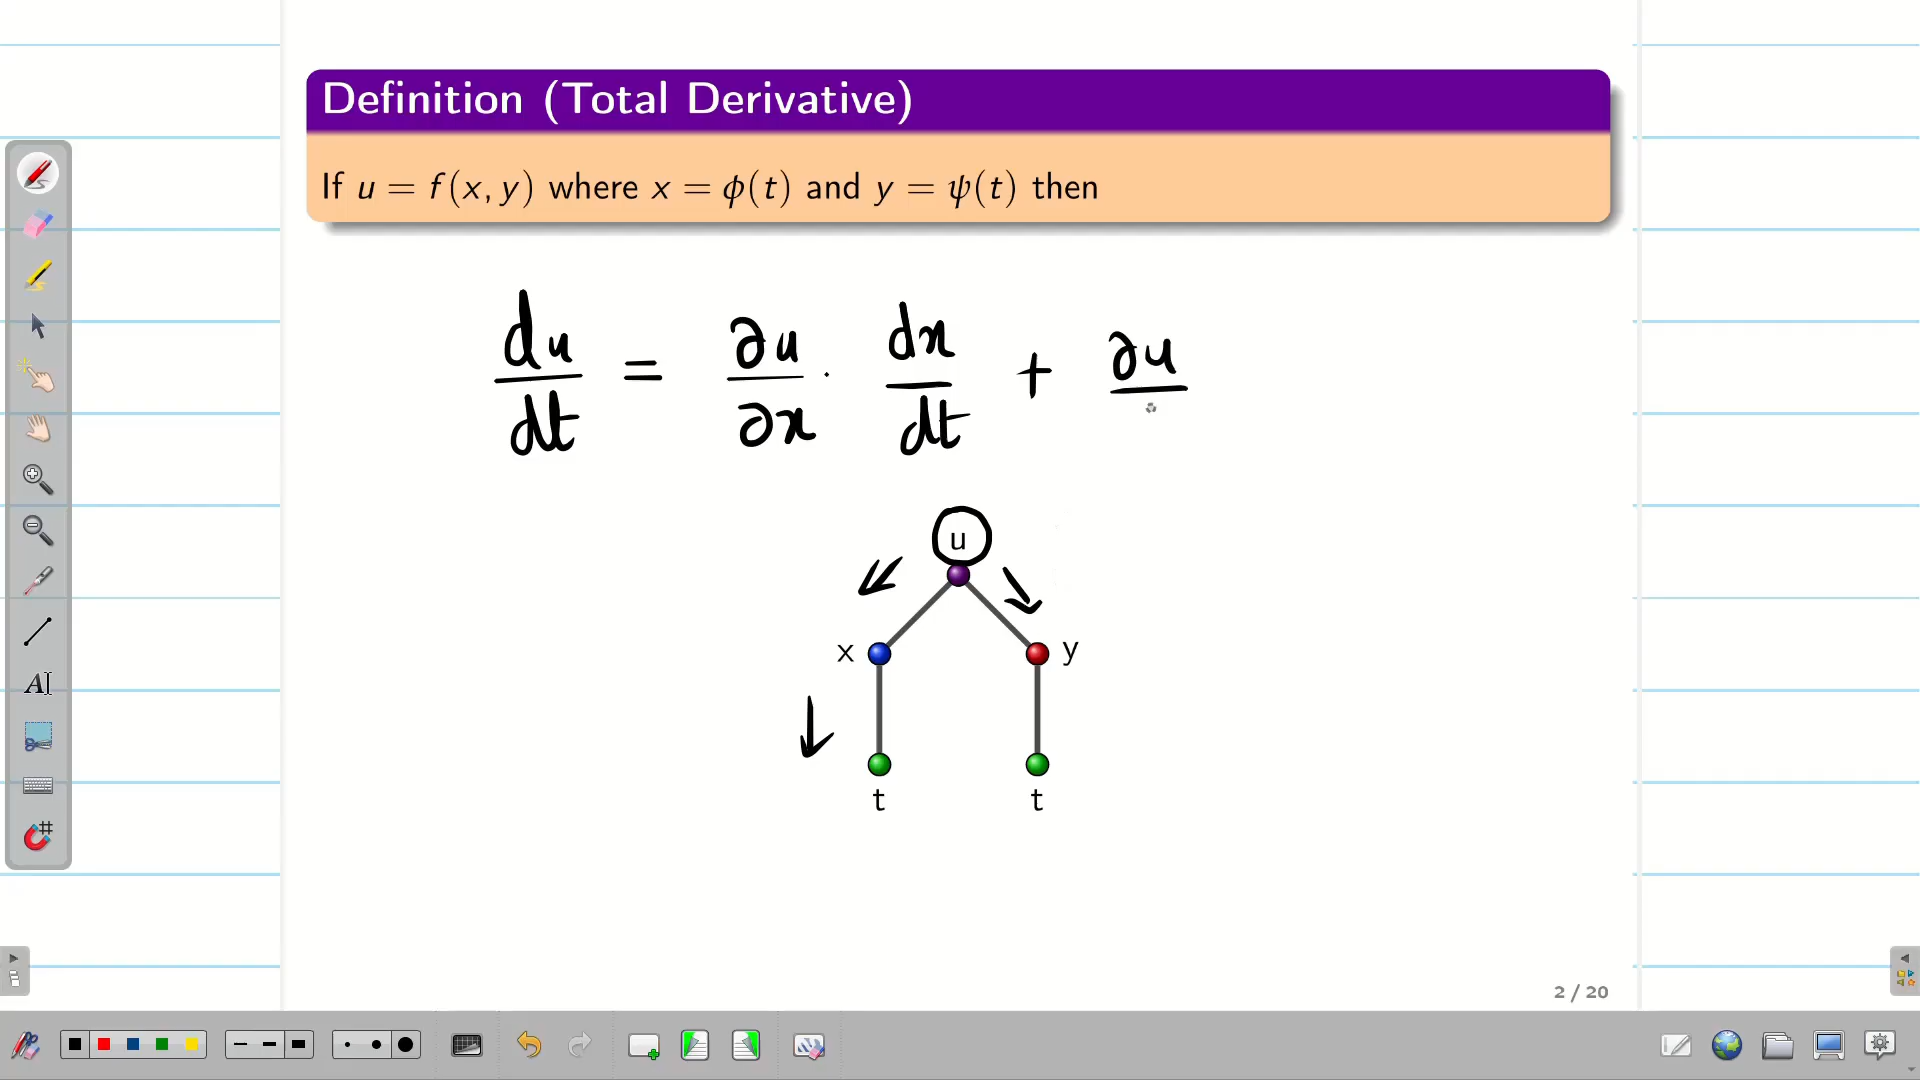 Definition (Total Derivative)
If u = f(x, y) where x = ϕ(t) and y = ψ(t) then
du/dt = ∂u/∂x · dx/dt + ∂u/
u
x y
t t
2 / 20